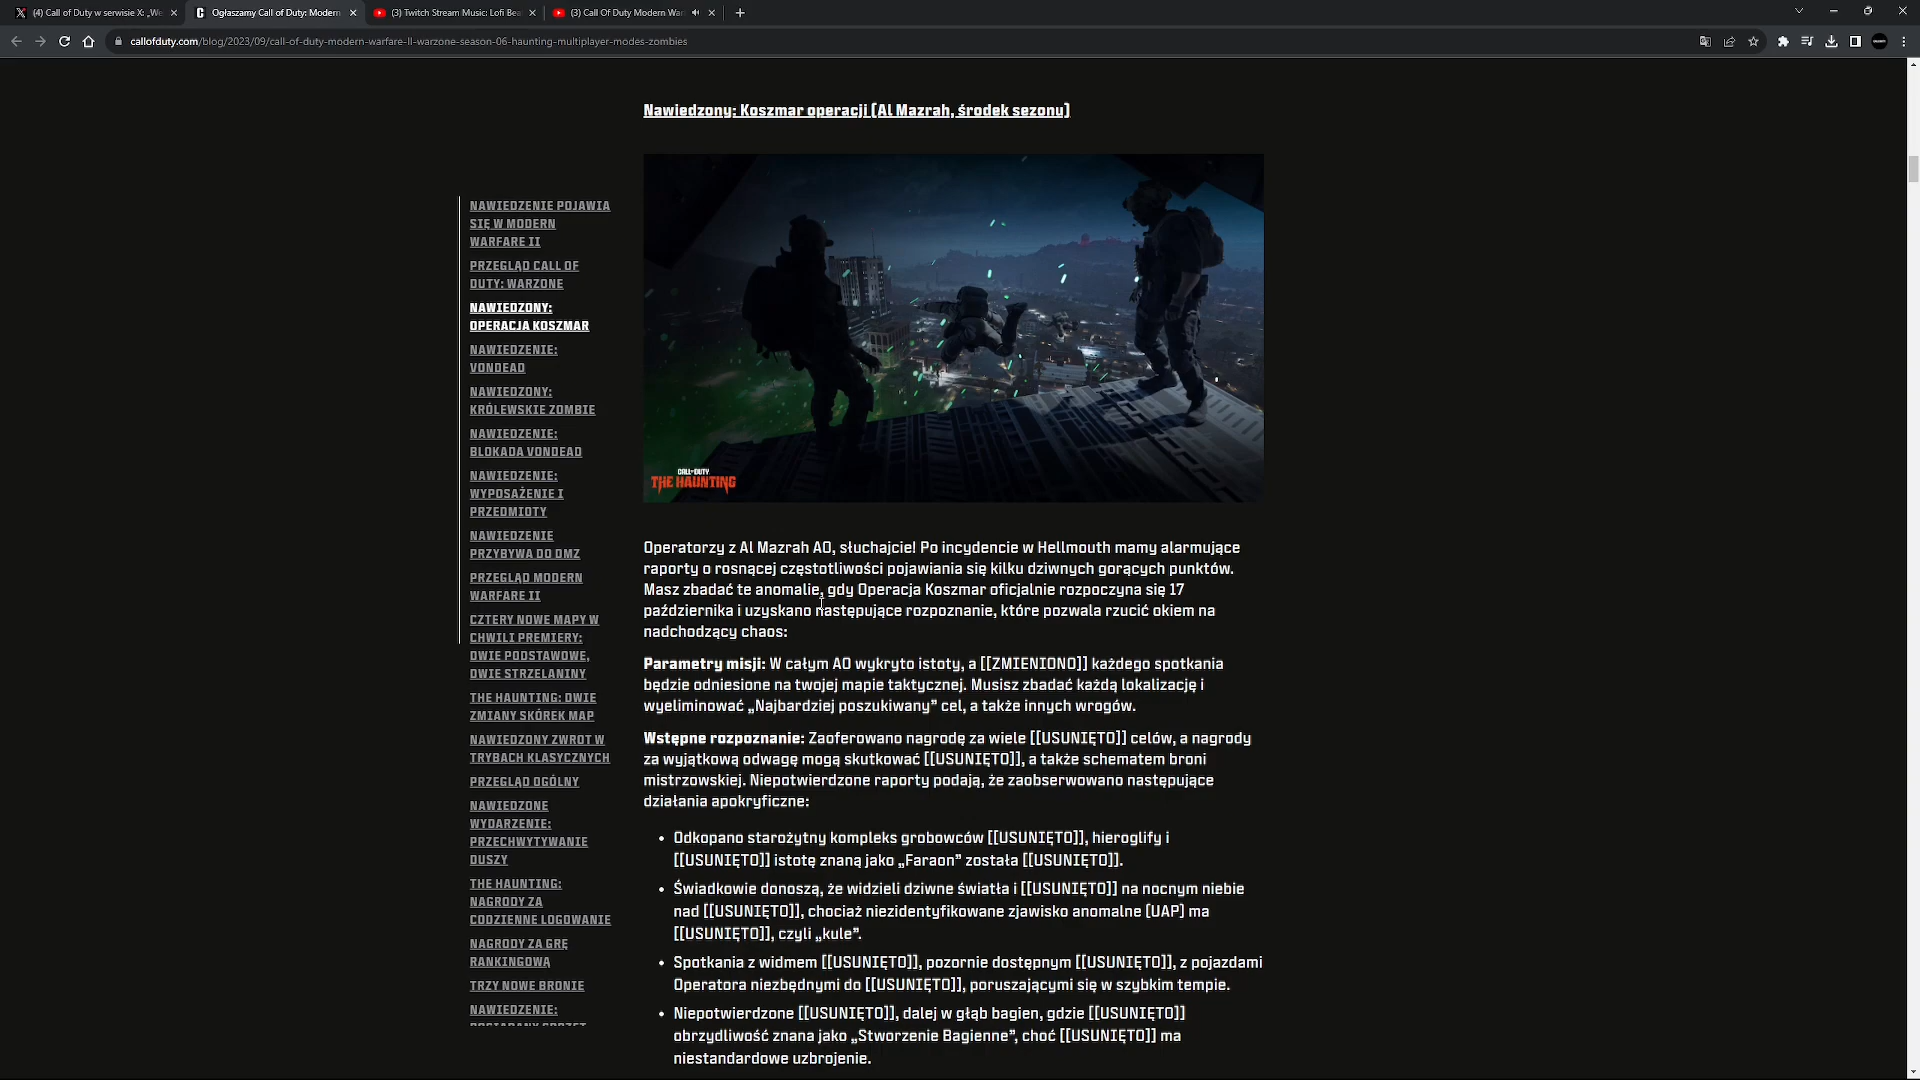 (4) Call of Duty w serwisie X: „We
Ogłaszamy Call of Duty: Modern
(3) Twitch Stream Music: Lofi Bea
(3) Call Of Duty Modern War
callofduty.com/blog/2023/09/call-of-duty-modern-warfare-II-warzone-season-06-haunting-multiplayer-modes-zombies
Nawiedzony: Koszmar operacji (Al Mazrah, środek sezonu)
NAWIEDZENIE POJAWIA
SIĘ W MODERN
WARFARE II
PRZEGLĄD CALL OF
DUTY: WARZONE
NAWIEDZONY:
OPERACJA KOSZMAR
NAWIEDZENIE:
VONDEAD
NAWIEDZONY:
KRÓLEWSKIE ZOMBIE
NAWIEDZENIE:
BLOKADA VONDEAD
NAWIEDZENIE:
WYPOSAŻENIE I
PRZEDMIOTY
NAWIEDZENIE
PRZYBYWA DO DMZ
PRZEGLĄD MODERN
WARFARE II
CZTERY NOWE MAPY W
CHWILI PREMIERY:
DWIE PODSTAWOWE,
DWIE STRZELANINY
THE HAUNTING: DWIE
ZMIANY SKÓREK MAP
NAWIEDZONY ZWROT W
TRYBACH KLASYCZNYCH
PRZEGLĄD OGÓLNY
NAWIEDZONE
WYDARZENIE:
PRZECHWYTYWANIE
DUSZY
THE HAUNTING:
NAGRODY ZA
CODZIENNE LOGOWANIE
NAGRODY ZA GRĘ
RANKINGOWĄ
TRZY NOWE BRONIE
NAWIEDZENIE:
CALL OF DUTY
THE HAUNTING
Operatorzy z Al Mazrah AO, słuchajcie! Po incydencie w Hellmouth mamy alarmujące
raporty o rosnącej częstotliwości pojawiania się kilku dziwnych gorących punktów.
Masz zbadać te anomalie, gdy Operacja Koszmar oficjalnie rozpoczyna się 17
października i uzyskano następujące rozpoznanie, które pozwala rzucić okiem na
nadchodzący chaos:
Parametry misji: W całym AO wykryto istoty, a [[ZMIENIONO]] każdego spotkania
będzie odniesione na twojej mapie taktycznej. Musisz zbadać każdą lokalizację i
wyeliminować „Najbardziej poszukiwany” cel, a także innych wrogów.
Wstępne rozpoznanie: Zaoferowano nagrodę za wiele [[USUNIĘTO]] celów, a nagrody
za wyjątkową odwagę mogą skutkować [[USUNIĘTO]], a także schematem broni
mistrzowskiej. Niepotwierdzone raporty podają, że zaobserwowano następujące
działania apokryficzne:
• Odkopano starożytny kompleks grobowców [[USUNIĘTO]], hieroglify i
[[USUNIĘTO]] istotę znaną jako „Faraon” została [[USUNIĘTO]].
• Świadkowie donoszą, że widzieli dziwne światła i [[USUNIĘTO]] na nocnym niebie
nad [[USUNIĘTO]], chociaż niezidentyfikowane zjawisko anomalne (UAP) ma
[[USUNIĘTO]], czyli „kule”.
• Spotkania z widmem [[USUNIĘTO]], pozornie dostępnym [[USUNIĘTO]], z pojazdami
Operatora niezbędnymi do [[USUNIĘTO]], poruszającymi się w szybkim tempie.
• Niepotwierdzone [[USUNIĘTO]], dalej w głąb bagien, gdzie [[USUNIĘTO]]
obrzydliwość znana jako „Stworzenie Bagienne”, choć [[USUNIĘTO]] ma
niestandardowe uzbrojenie.